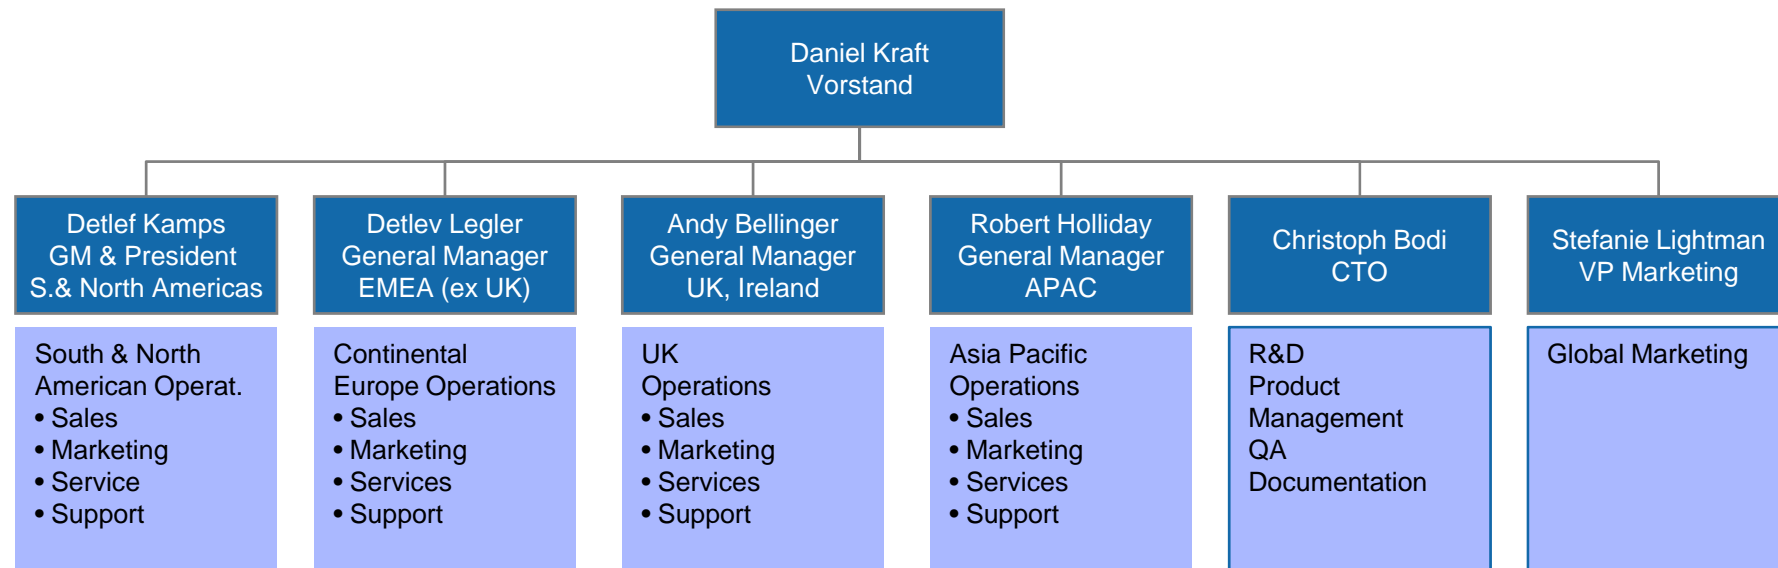 Daniel Kraft
Vorstand
Detlef Kamps
GM & President
S.& North Americas
Detlev Legler
General Manager
EMEA (ex UK)
Andy Bellinger
General Manager
UK, Ireland
Robert Holliday
General Manager
APAC
Christoph Bodi
CTO
Stefanie Lightman
VP Marketing
South & North
American Operat.
• Sales
• Marketing
• Service
• Support
Continental
Europe Operations
• Sales
• Marketing
• Services
• Support
UK
Operations
• Sales
• Marketing
• Services
• Support
Asia Pacific
Operations
• Sales
• Marketing
• Services
• Support
R&D
Product
Management
QA
Documentation
Global Marketing